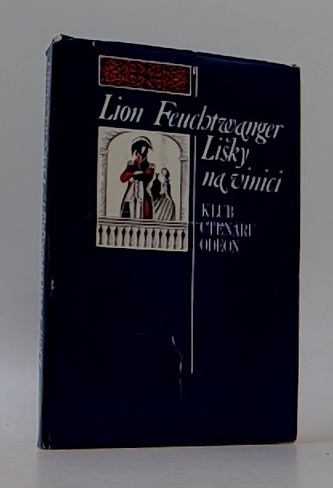 Lion Feuchtwanger
Lišky
na vinici
KLUB
ČTENÁŘŮ
ODEON